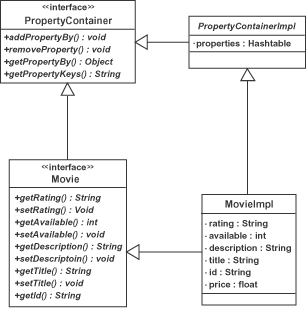 <<interface>>
PropertyContainer
+addPropertyBy() : void
+removeProperty() : void
+getPropertyBy() : Object
+getPropertyKeys() : String
PropertyContainerImpl
- properties : Hashtable
<<interface>>
Movie
+getRating() : String
+setRating() : Void
+getAvailable() : int
+setAvailable() : void
+getDescription() : String
+setDescriptoin() : void
+getTitle() : String
+setTitle() : void
+getId() : String
MovieImpl
- rating : String
- available : int
- description : String
- title : String
- id : String
- price : float